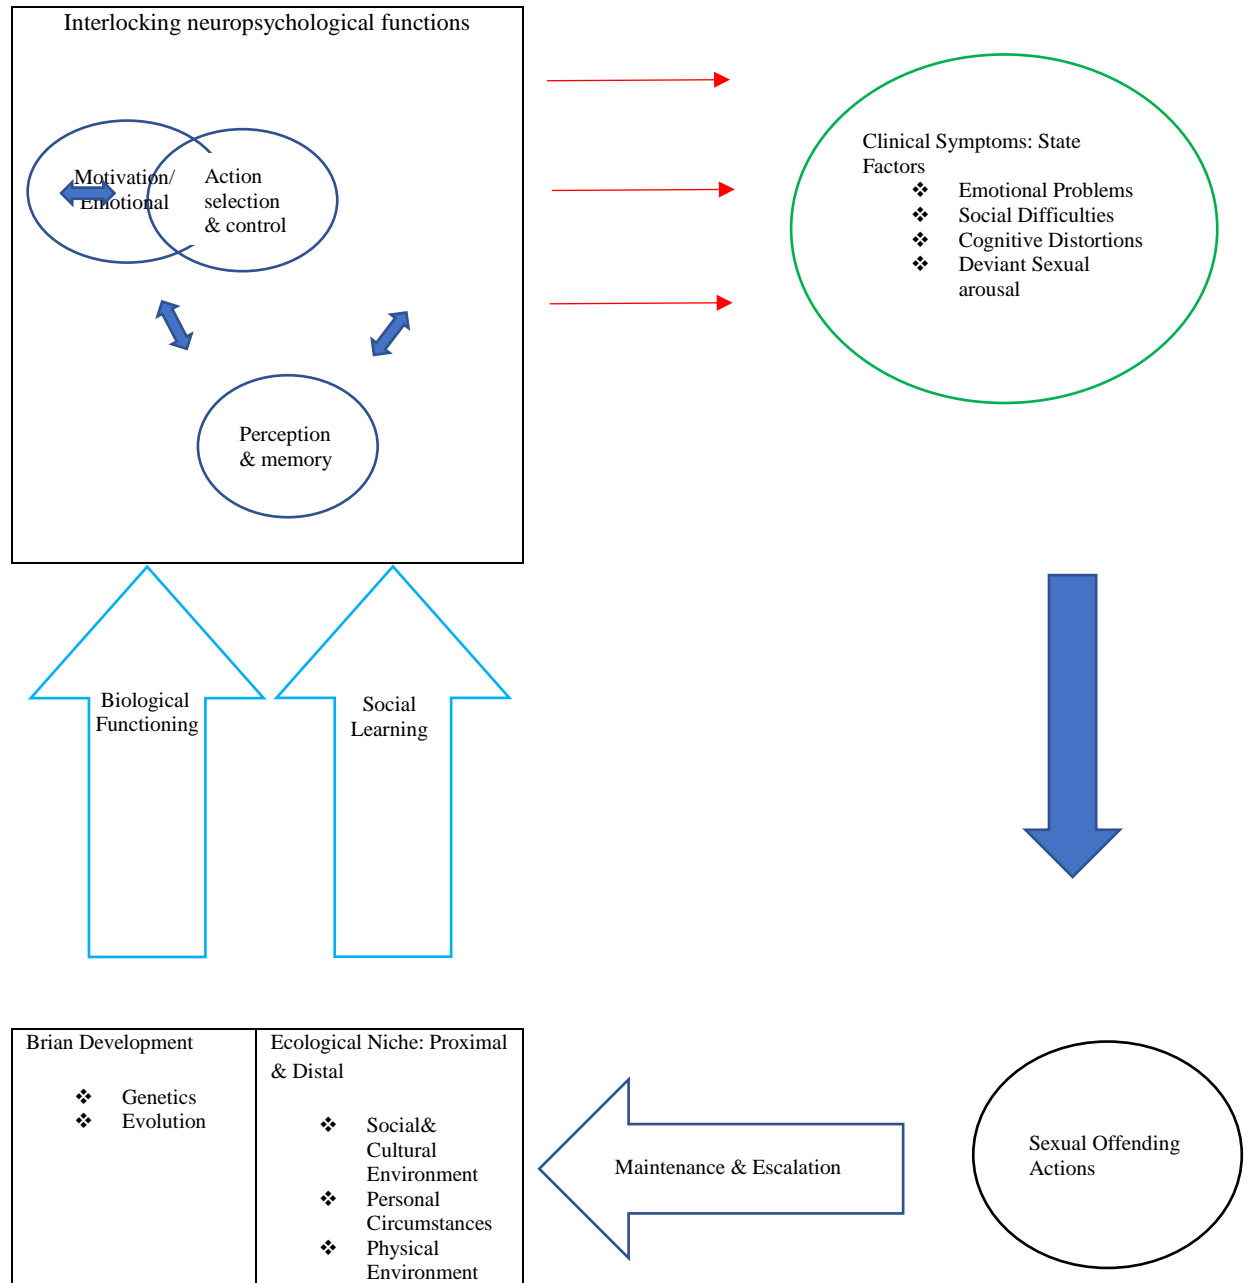 Interlocking neuropsychological functions
Motivation/
Emotional
Action
selection
& control
Perception
& memory
Clinical Symptoms: State
Factors
❖ Emotional Problems
❖ Social Difficulties
❖ Cognitive Distortions
❖ Deviant Sexual
arousal
Biological
Functioning
Social
Learning
Brian Development
❖ Genetics
❖ Evolution
Ecological Niche: Proximal
& Distal
❖ Social&
Cultural
Environment
❖ Personal
Circumstances
❖ Physical
Environment
Maintenance & Escalation
Sexual Offending
Actions